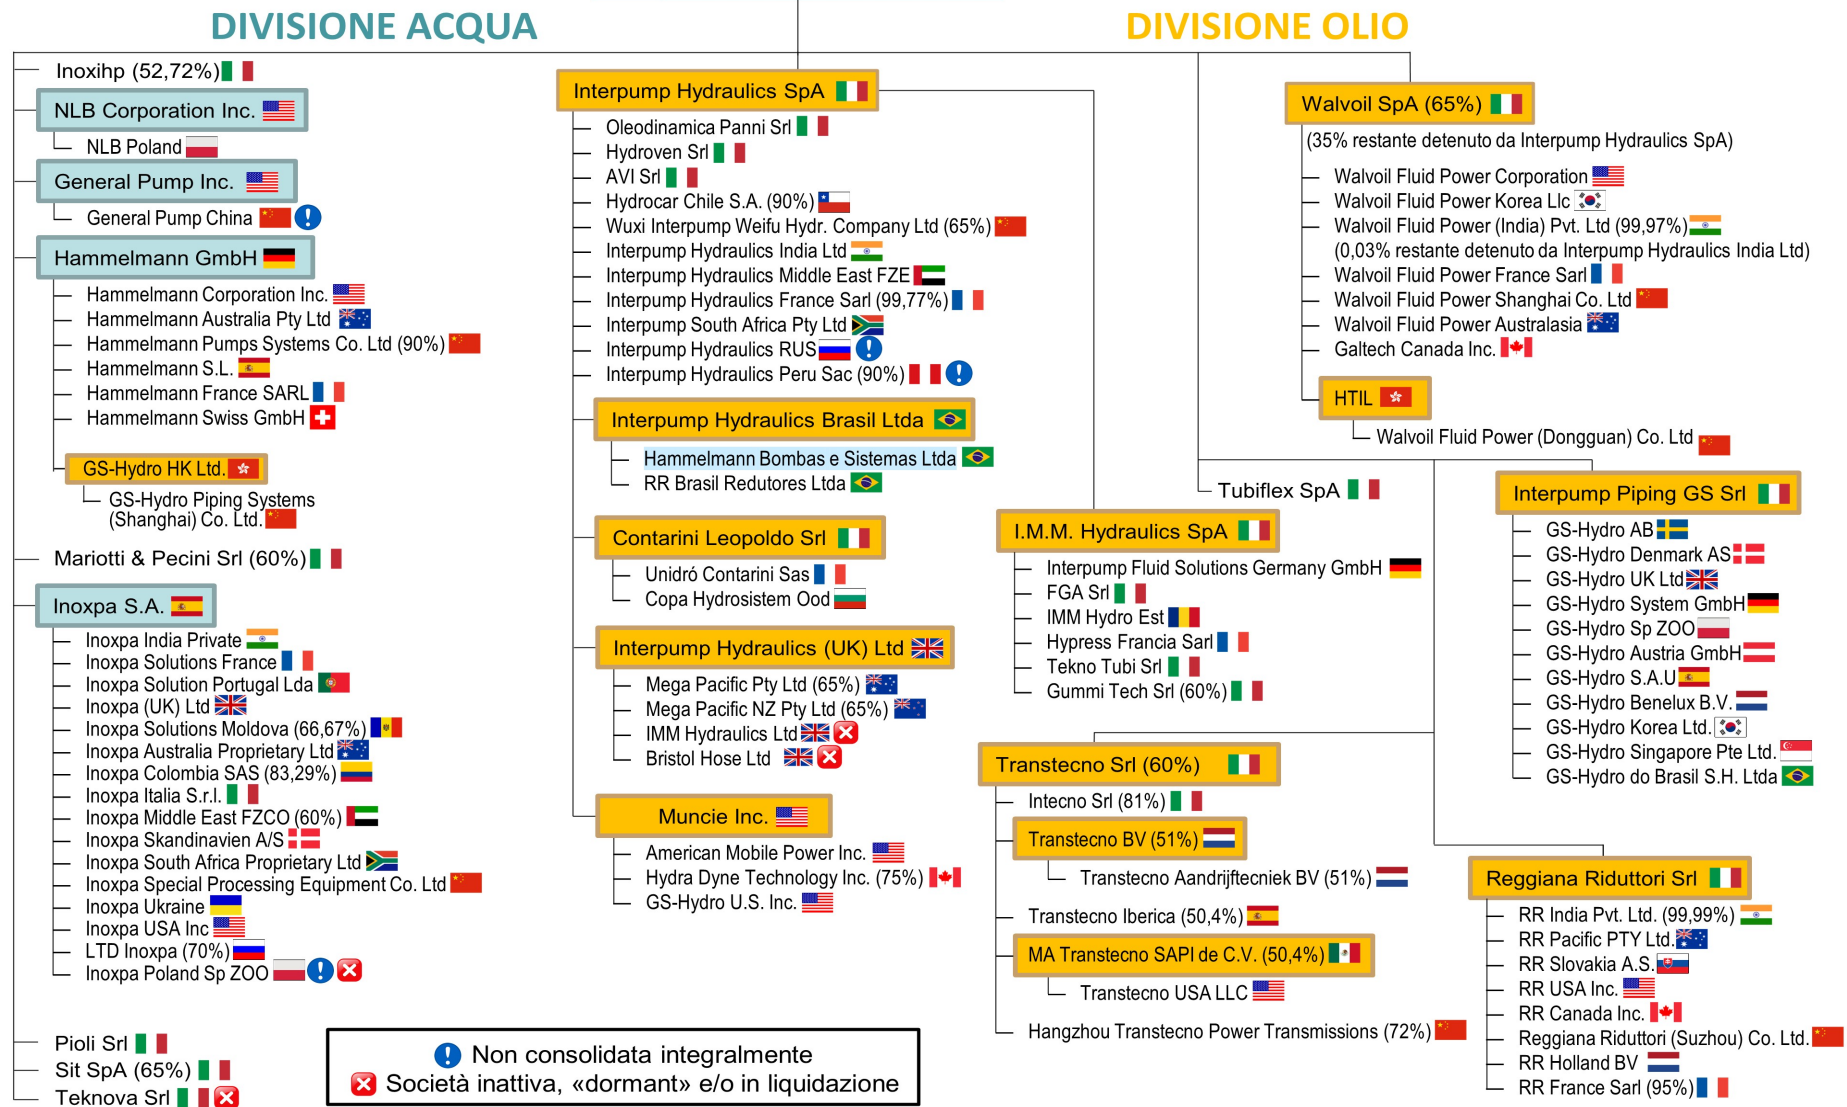 DIVISIONE ACQUA
Inoxihp (52,72%)
NLB Corporation Inc.
NLB Poland
General Pump Inc.
General Pump China
Hammelmann GmbH
Hammelmann Corporation Inc.
Hammelmann Australia Pty Ltd
Hammelmann Pumps Systems Co. Ltd (90%)
Hammelmann S.L.
Hammelmann France SARL
Hammelmann Swiss GmbH
GS-Hydro HK Ltd.
GS-Hydro Piping Systems
(Shanghai) Co. Ltd.
Mariotti & Pecini Srl (60%)
Inoxpa S.A.
Inoxpa India Private
Inoxpa Solutions France
Inoxpa Solution Portugal Lda
Inoxpa (UK) Ltd
Inoxpa Solutions Moldova (66,67%)
Inoxpa Australia Proprietary Ltd
Inoxpa Colombia SAS (83,29%)
Inoxpa Italia S.r.l.
Inoxpa Middle East FZCO (60%)
Inoxpa Skandinavien A/S
Inoxpa South Africa Proprietary Ltd
Inoxpa Special Processing Equipment Co. Ltd
Inoxpa Ukraine
Inoxpa USA Inc
LTD Inoxpa (70%)
Inoxpa Poland Sp ZOO
Pioli Srl
Sit SpA (65%)
Teknova Srl
DIVISIONE OLIO
Interpump Hydraulics SpA
Oleodinamica Panni Srl
Hydroven Srl
AVI Srl
Hydrocar Chile S.A. (90%)
Wuxi Interpump Weifu Hydr. Company Ltd (65%)
Interpump Hydraulics India Ltd
Interpump Hydraulics Middle East FZE
Interpump Hydraulics France Sarl (99,77%)
Interpump South Africa Pty Ltd
Interpump Hydraulics RUS
Interpump Hydraulics Peru Sac (90%)
Interpump Hydraulics Brasil Ltda
Hammelmann Bombas e Sistemas Ltda
RR Brasil Redutores Ltda
Contarini Leopoldo Srl
Unidró Contarini Sas
Copa Hydrosistem Ood
Interpump Hydraulics (UK) Ltd
Mega Pacific Pty Ltd (65%)
Mega Pacific NZ Pty Ltd (65%)
IMM Hydraulics Ltd
Bristol Hose Ltd
Muncie Inc.
American Mobile Power Inc.
Hydra Dyne Technology Inc. (75%)
GS-Hydro U.S. Inc.
Walvoil SpA (65%)
(35% restante detenuto da Interpump Hydraulics SpA)
Walvoil Fluid Power Corporation
Walvoil Fluid Power Korea Llc
Walvoil Fluid Power (India) Pvt. Ltd (99,97%)
(0,03% restante detenuto da Interpump Hydraulics India Ltd)
Walvoil Fluid Power France Sarl
Walvoil Fluid Power Shanghai Co. Ltd
Walvoil Fluid Power Australasia
Galtech Canada Inc.
HTIL
Walvoil Fluid Power (Dongguan) Co. Ltd
Tubiflex SpA
I.M.M. Hydraulics SpA
Interpump Fluid Solutions Germany GmbH
FGA Srl
IMM Hydro Est
Hypress Francia Sarl
Tekno Tubi Srl
Gummi Tech Srl (60%)
Interpump Piping GS Srl
GS-Hydro AB
GS-Hydro Denmark AS
GS-Hydro UK Ltd
GS-Hydro System GmbH
GS-Hydro Sp ZOO
GS-Hydro Austria GmbH
GS-Hydro S.A.U
GS-Hydro Benelux B.V.
GS-Hydro Korea Ltd.
GS-Hydro Singapore Pte Ltd.
GS-Hydro do Brasil S.H. Ltda
Transtecno Srl (60%)
Intecno Srl (81%)
Transtecno BV (51%)
Transtecno Aandrijftecniek BV (51%)
Transtecno Iberica (50,4%)
MA Transtecno SAPI de C.V. (50,4%)
Transtecno USA LLC
Hangzhou Transtecno Power Transmissions (72%)
Reggiana Riduttori Srl
RR India Pvt. Ltd. (99,99%)
RR Pacific PTY Ltd.
RR Slovakia A.S.
RR USA Inc.
RR Canada Inc.
Reggiana Riduttori (Suzhou) Co. Ltd.
RR Holland BV
RR France Sarl (95%)
Non consolidata integralmente
Società inattiva, «dormant» e/o in liquidazione